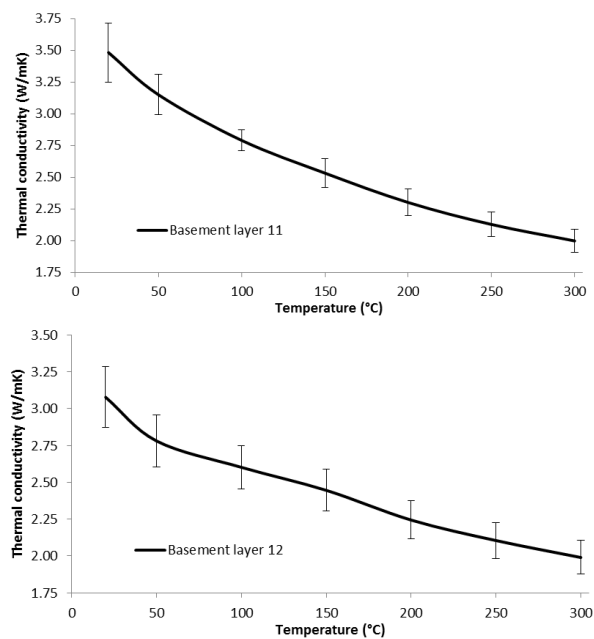 3.75
3.50
3.25
3.00
2.75
2.50
2.25
2.00
1.75
Thermal conductivity (W/mK)
Basement layer 11
0 50 100 150 200 250 300
Temperature (°C)
3.50
3.25
3.00
2.75
2.50
2.25
2.00
1.75
Thermal conductivity (W/mK)
Basement layer 12
0 50 100 150 200 250 300
Temperature (°C)